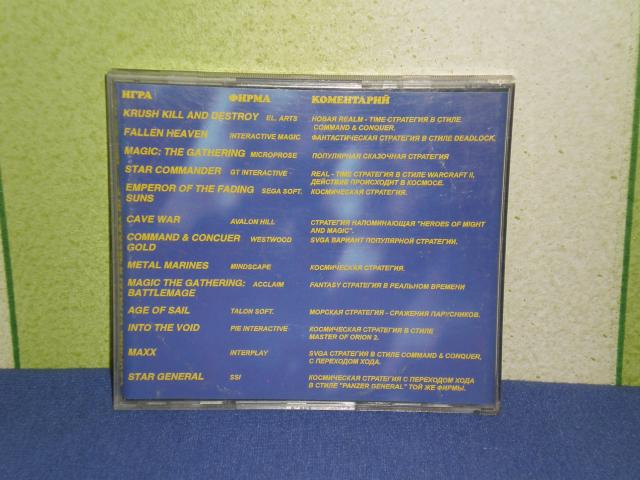 ИГРА ФИРМА КОМЕНТАРИЙ
KRUSH KILL AND DESTROY EL. ARTS НОВАЯ REALM - TIME СТРАТЕГИЯ В СТИЛЕ
COMMAND & CONQUER.
FALLEN HEAVEN INTERACTIVE MAGIC ФАНТАСТИЧЕСКАЯ СТРАТЕГИЯ В СТИЛЕ DEADLOCK.
MAGIC: THE GATHERING MICROPROSE ПОПУЛЯРНАЯ СКАЗОЧНАЯ СТРАТЕГИЯ
STAR COMMANDER GT INTERACTIVE REAL - TIME СТРАТЕГИЯ В СТИЛЕ WARCRAFT II,
ДЕЙСТВИЕ ПРОИСХОДИТ В КОСМОСЕ.
EMPEROR OF THE FADING SEGA SOFT. КОСМИЧЕСКАЯ СТРАТЕГИЯ.
SUNS
CAVE WAR AVALON HILL СТРАТЕГИЯ НАПОМИНАЮЩАЯ "HEROES OF MIGHT
AND MAGIC".
COMMAND & CONCUER WESTWOOD SVGA ВАРИАНТ ПОПУЛЯРНОЙ СТРАТЕГИИ.
GOLD
METAL MARINES MINDSCAPE КОСМИЧЕСКАЯ СТРАТЕГИЯ.
MAGIC THE GATHERING: ACCLAIM FANTASY СТРАТЕГИЯ В РЕАЛЬНОМ ВРЕМЕНИ
BATTLEMAGE
AGE OF SAIL TALON SOFT. МОРСКАЯ СТРАТЕГИЯ - СРАЖЕНИЯ ПАРУСНИКОВ.
INTO THE VOID PIE INTERACTIVE КОСМИЧЕСКАЯ СТРАТЕГИЯ В СТИЛЕ
MASTER OF ORION 2.
MAXX INTERPLAY SVGA СТРАТЕГИЯ В СТИЛЕ COMMAND & CONQUER,
С ПЕРЕХОДОМ ХОДА.
STAR GENERAL SSI КОСМИЧЕСКАЯ СТРАТЕГИЯ С ПЕРЕХОДОМ ХОДА
В СТИЛЕ "PANZER GENERAL" ТОЙ ЖЕ ФИРМЫ.